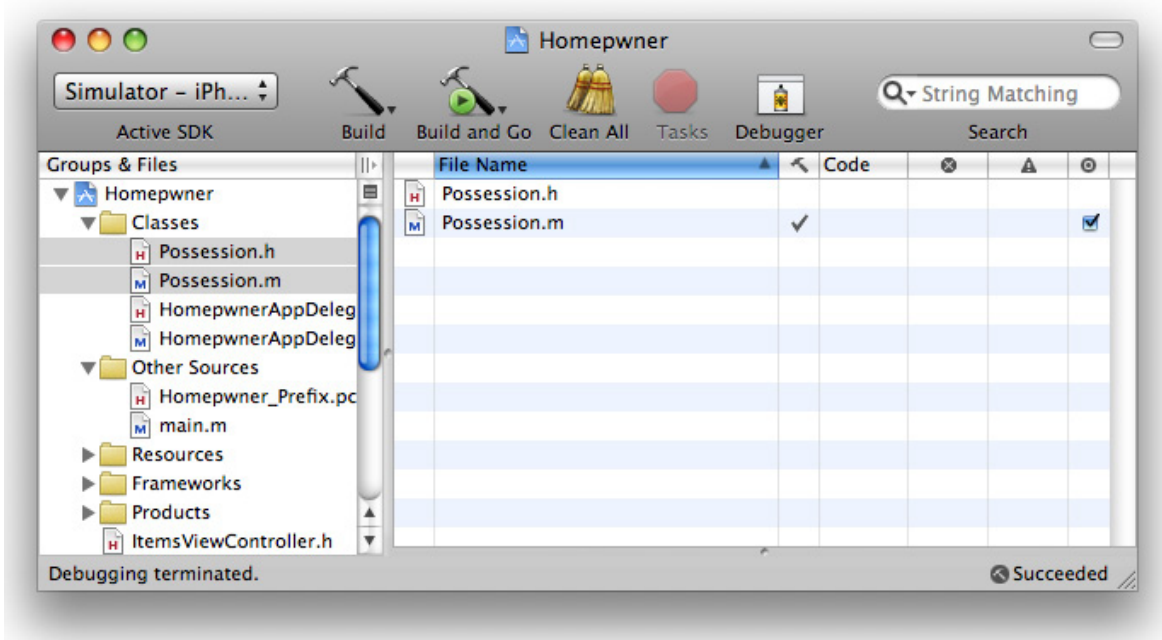 Homepwner
Simulator – iPh...
String Matching
Active SDK
Build
Build and Go
Clean All
Tasks
Debugger
Search
Groups & Files
File Name
Code
Homepwner
Classes
Possession.h
Possession.m
HomepwnerAppDeleg
HomepwnerAppDeleg
Other Sources
Homepwner_Prefix.pc
main.m
Resources
Frameworks
Products
ItemsViewController.h
H Possession.h
M Possession.m
Debugging terminated.
Succeeded